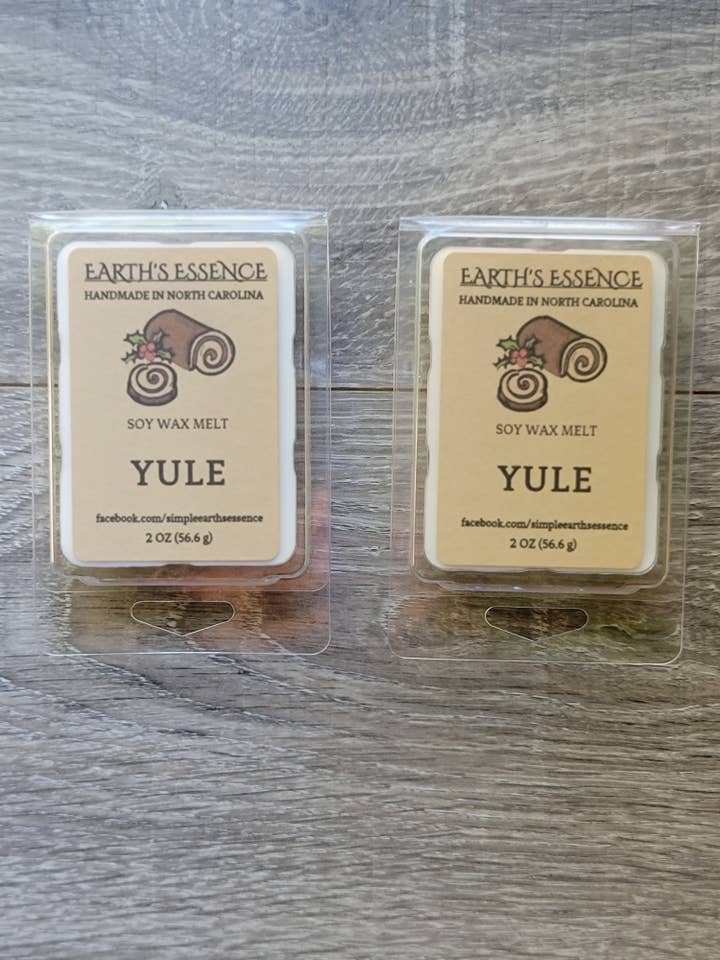 EARTH'S ESSENCE
HANDMADE IN NORTH CAROLINA
SOY WAX MELT
YULE
facebook.com/simpleearthsessence
2 OZ (56.6 g)
EARTH'S ESSENCE
HANDMADE IN NORTH CAROLINA
SOY WAX MELT
YULE
facebook.com/simpleearthsessence
2 OZ (56.6 g)